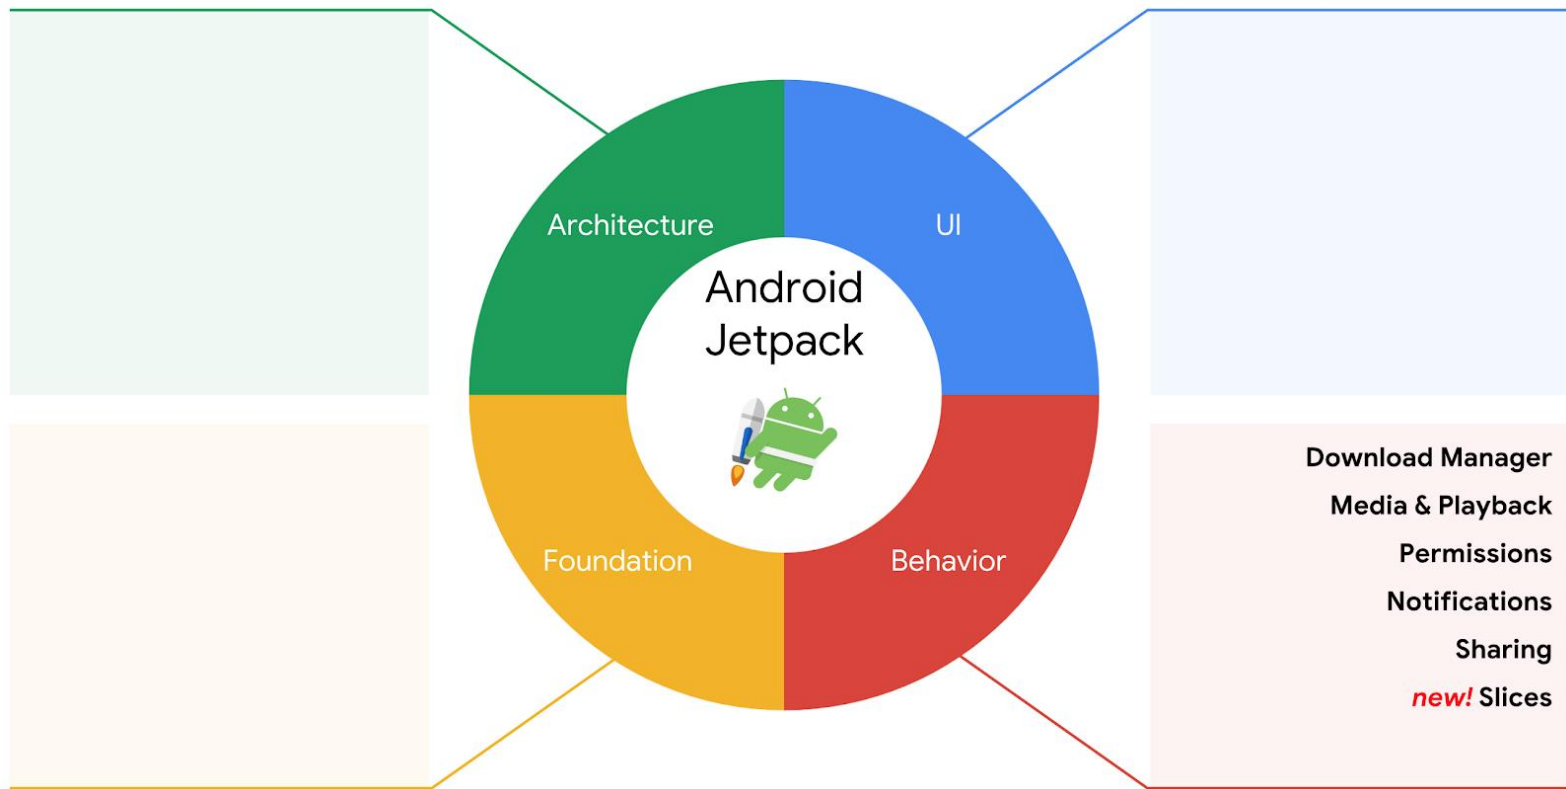 Architecture
UI
Android
Jetpack
Foundation
Behavior
Download Manager
Media & Playback
Permissions
Notifications
Sharing
new! Slices